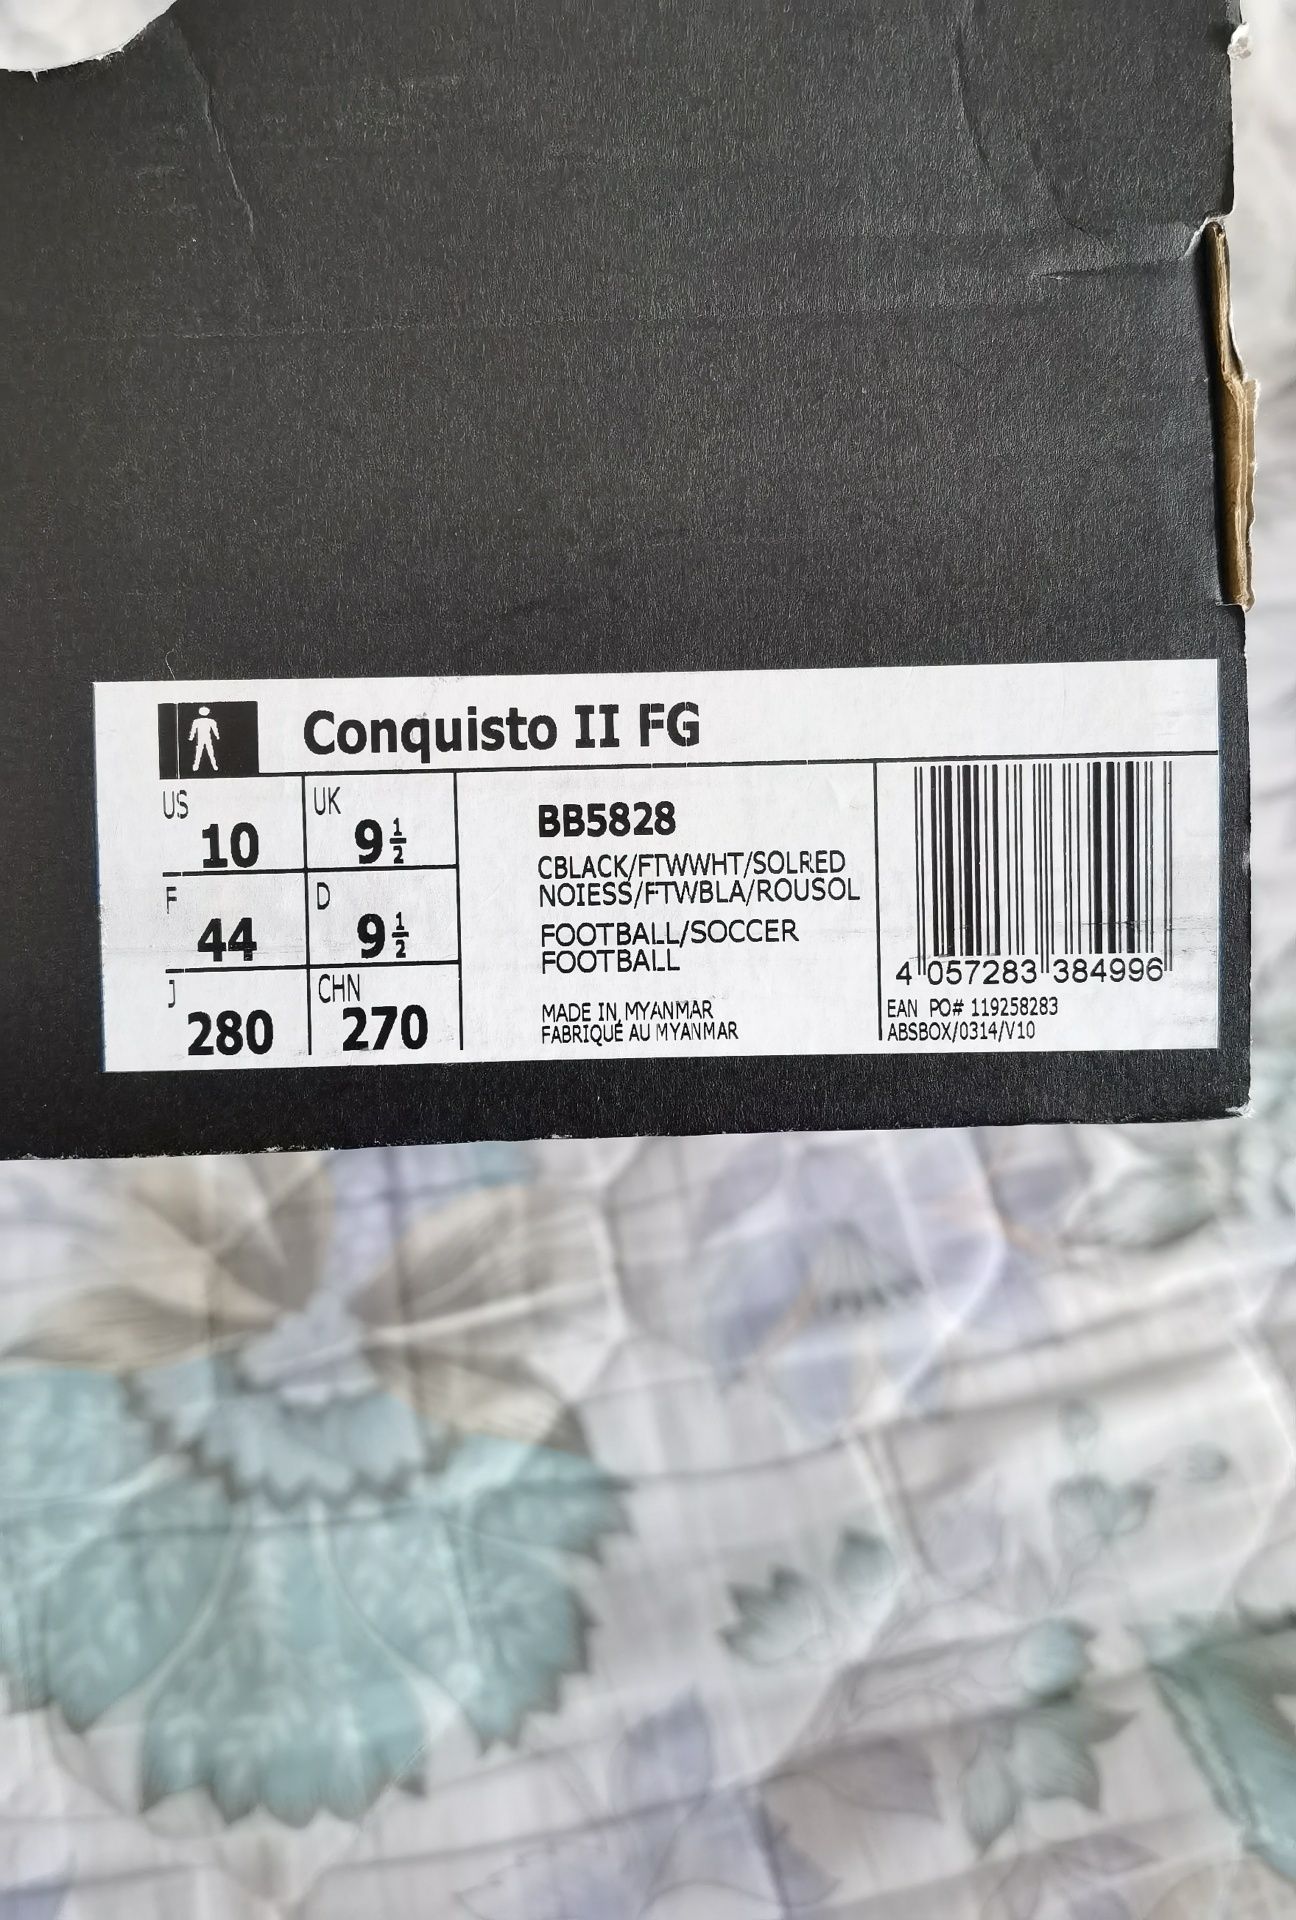 Conquisto II FG
US
10
UK
9 1/2
F
44
D
9 1/2
J
280
CHN
270
BB5828
CBLACK/FTWWHT/SOLRED
NOIESS/FTWBLA/ROUSOL
FOOTBALL/SOCCER
FOOTBALL
MADE IN MYANMAR
FABRIQUÉ AU MYANMAR
4 057283 384996
EAN PO# 119258283
ABSBOX/0314/V10